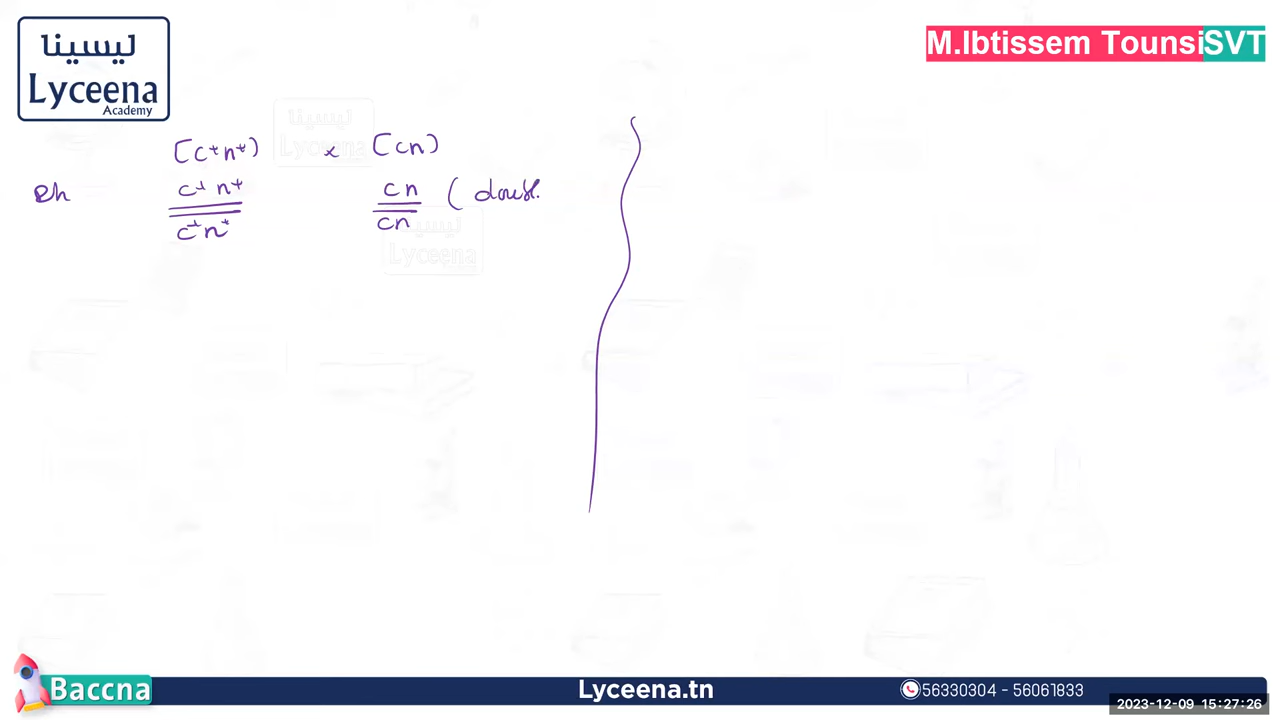 ليسينا
Lyceena
Academy
M.Ibtissem Tounsi SVT
[c+n+) x [cn)
c+ n+ cn ( doubl.
c+n+ cn
Baccna
Lyceena.tn
56330304 - 56061833
2023-12-09 15:27:26